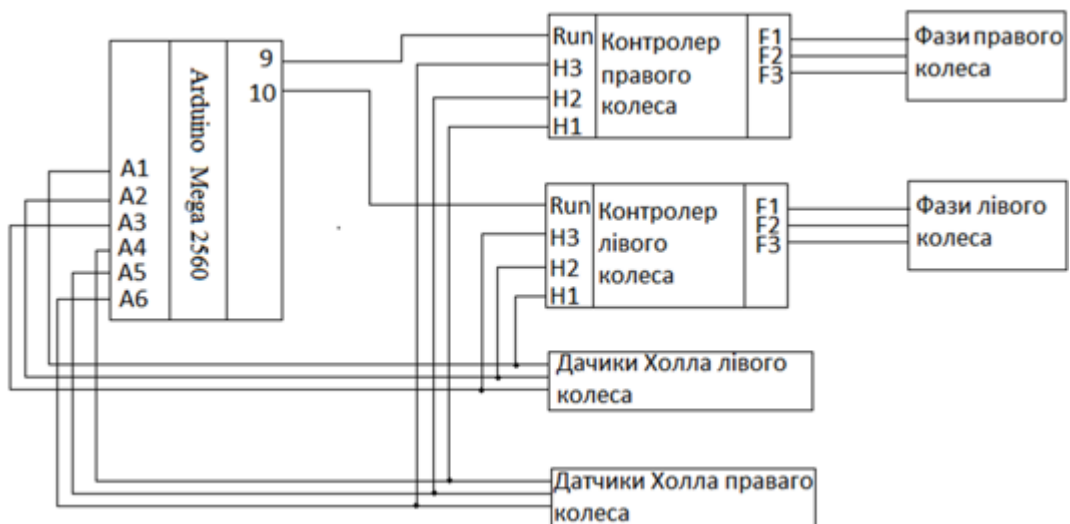 Arduino Mega 2560
9
10
A1
A2
A3
A4
A5
A6
Run
H3
H2
H1
Контролер
правого
колеса
F1
F2
F3
Фази правого
колеса
Run
H3
H2
H1
Контролер
лівого
колеса
F1
F2
F3
Фази лівого
колеса
Дачики Холла лівого
колеса
Датчики Холла праваго
колеса